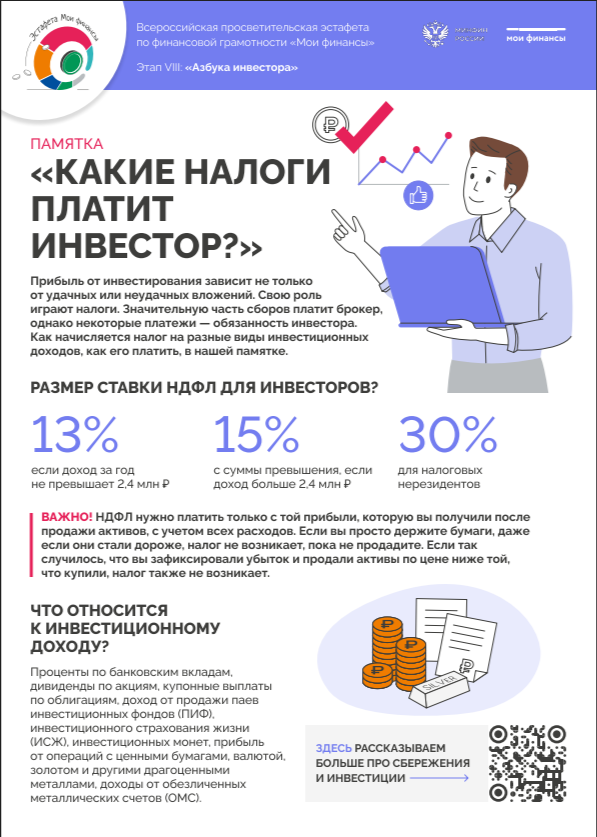 Эстафета Мои финансы
Всероссийская просветительская эстафета
по финансовой грамотности «Мои финансы»
Этап VIII: «Азбука инвестора»
МИНФИН
РОССИИ
мои финансы
ПАМЯТКА
«КАКИЕ НАЛОГИ
ПЛАТИТ
ИНВЕСТОР?»
Прибыль от инвестирования зависит не только
от удачных или неудачных вложений. Свою роль
играют налоги. Значительную часть сборов платит брокер,
однако некоторые платежи — обязанность инвестора.
Как начисляется налог на разные виды инвестиционных
доходов, как его платить, в нашей памятке.
РАЗМЕР СТАВКИ НДФЛ ДЛЯ ИНВЕСТОРОВ?
13% 15% 30%
если доход за год с суммы превышения, если для налоговых
не превышает 2,4 млн ₽ доход больше 2,4 млн ₽ нерезидентов
ВАЖНО! НДФЛ нужно платить только с той прибыли, которую вы получили после
продажи активов, с учетом всех расходов. Если вы просто держите бумаги, даже
если они стали дороже, налог не возникает, пока не продадите. Если так
случилось, что вы зафиксировали убыток и продали активы по цене ниже той,
что купили, налог также не возникает.
ЧТО ОТНОСИТСЯ
К ИНВЕСТИЦИОННОМУ
ДОХОДУ?
Проценты по банковским вкладам,
дивиденды по акциям, купонные выплаты
по облигациям, доход от продажи паев
инвестиционных фондов (ПИФ),
инвестиционного страхования жизни
(ИСЖ), инвестиционных монет, прибыль
от операций с ценными бумагами, валютой,
золотом и другими драгоценными
металлами, доходы от обезличенных
металлических счетов (ОМС).
SILVER
ЗДЕСЬ РАССКАЗЫВАЕМ
БОЛЬШЕ ПРО СБЕРЕЖЕНИЯ
И ИНВЕСТИЦИИ